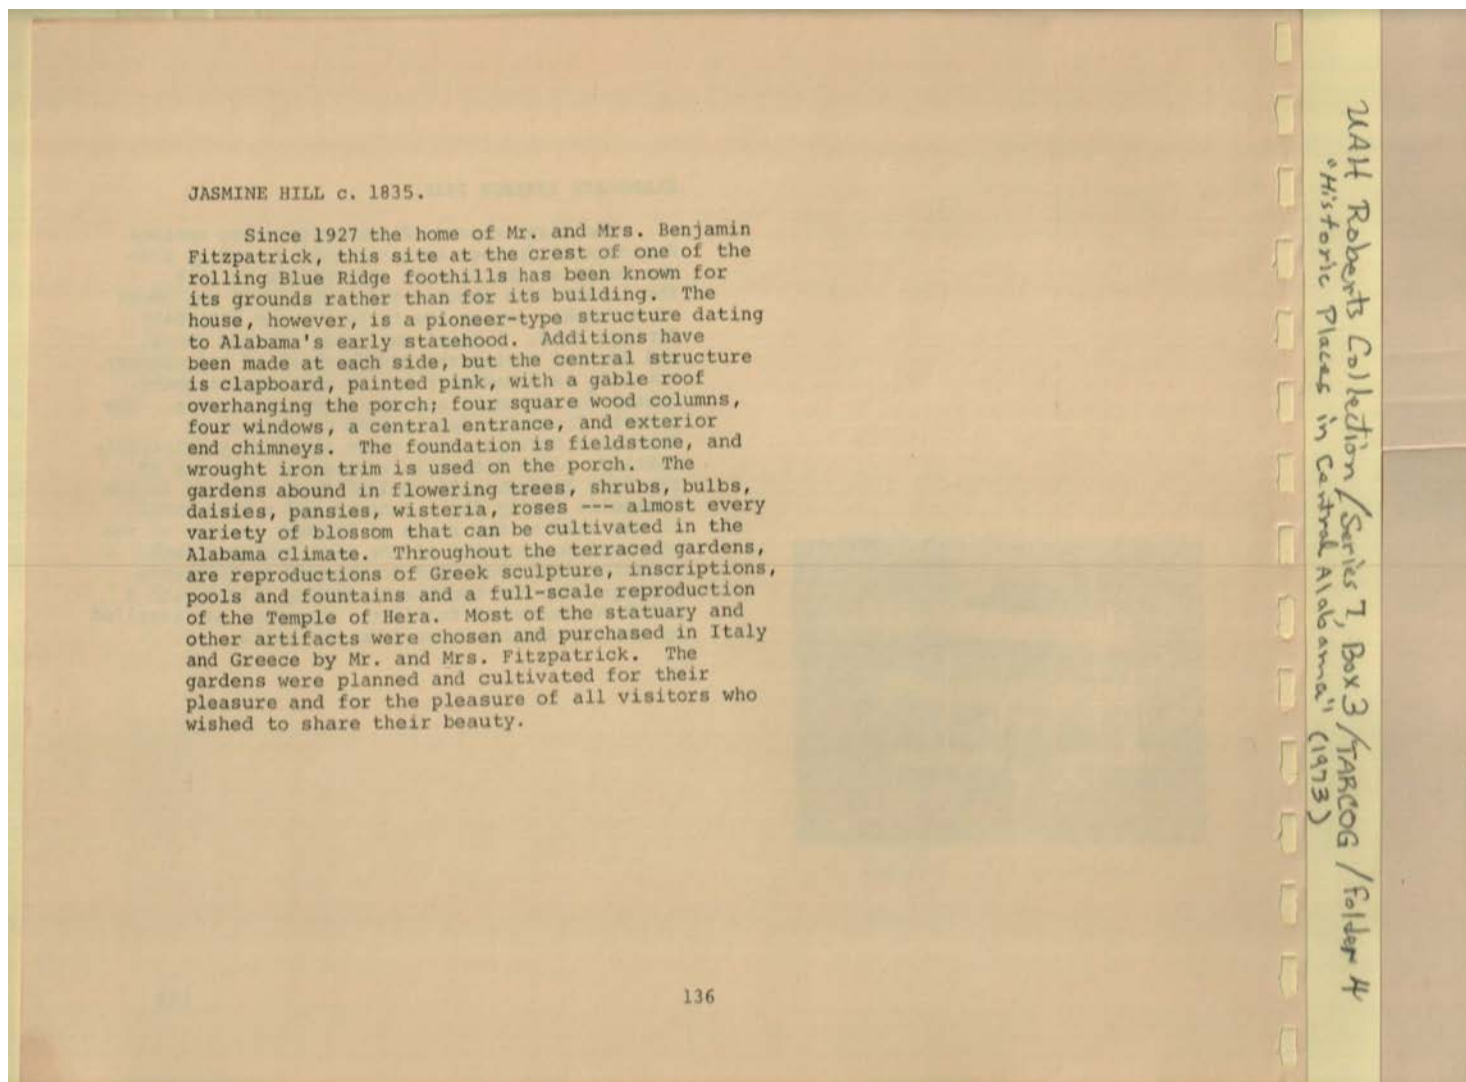 JASMINE HILL c. 1835.
Since 1927 the home of Mr. and Mrs. Benjamin
Fitzpatrick, this site at the crest of one of the
rolling Blue Ridge foothills has been known for
its grounds rather than for its building. The
house, however, is a pioneer-type structure dating
to Alabama's early statehood. Additions have
been made at each side, but the central structure
is clapboard, painted pink, with a gable roof
overhanging the porch; four square wood columns,
four windows, a central entrance, and exterior
end chimneys. The foundation is fieldstone, and
wrought iron trim is used on the porch. The
gardens abound in flowering trees, shrubs, bulbs,
daisies, pansies, wisteria, roses --- almost every
variety of blossom that can be cultivated in the
Alabama climate. Throughout the terraced gardens,
are reproductions of Greek sculpture, inscriptions,
pools and fountains and a full-scale reproduction
of the Temple of Hera. Most of the statuary and
other artifacts were chosen and purchased in Italy
and Greece by Mr. and Mrs. Fitzpatrick. The
gardens were planned and cultivated for their
pleasure and for the pleasure of all visitors who
wished to share their beauty.
136
UAH Roberts Collection/Series 7, Box 3/TARCOG/Folder 4
"Historic Places in Central Alabama" (1973)